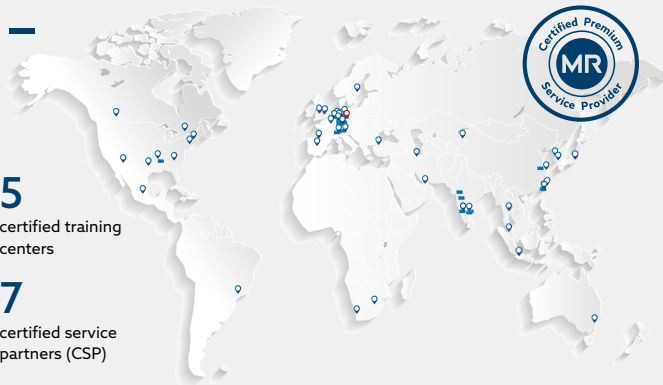 Certified Premium
MR
Service Provider
5
certified training
centers
7
certified service
partners (CSP)